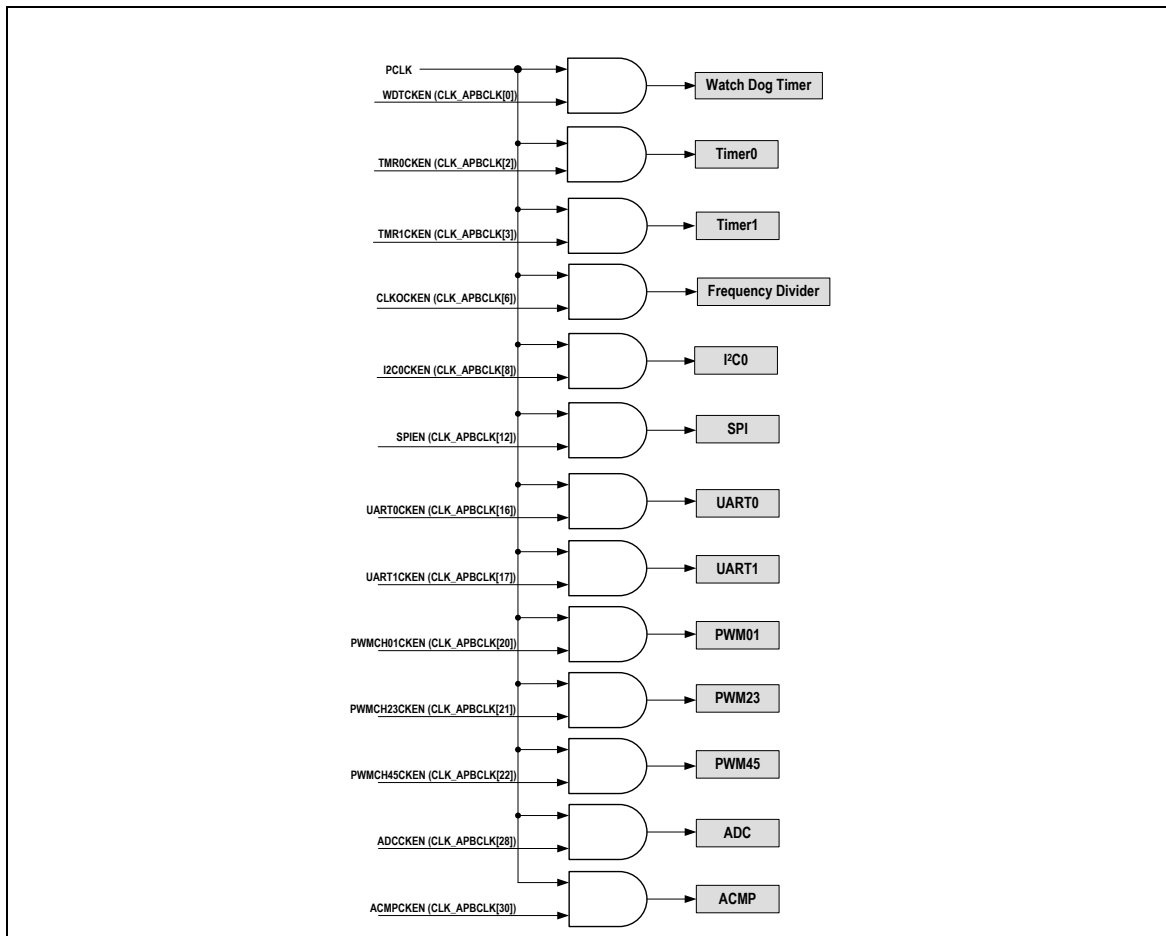 PCLK
WDTCKEN (CLK_APBCLK[0])
Watch Dog Timer
TMR0CKEN (CLK_APBCLK[2])
Timer0
TMR1CKEN (CLK_APBCLK[3])
Timer1
CLKOCKEN (CLK_APBCLK[6])
Frequency Divider
I2C0CKEN (CLK_APBCLK[8])
I²C0
SPIEN (CLK_APBCLK[12])
SPI
UART0CKEN (CLK_APBCLK[16])
UART0
UART1CKEN (CLK_APBCLK[17])
UART1
PWMCH01CKEN (CLK_APBCLK[20])
PWM01
PWMCH23CKEN (CLK_APBCLK[21])
PWM23
PWMCH45CKEN (CLK_APBCLK[22])
PWM45
ADCCKEN (CLK_APBCLK[28])
ADC
ACMPCKEN (CLK_APBCLK[30])
ACMP